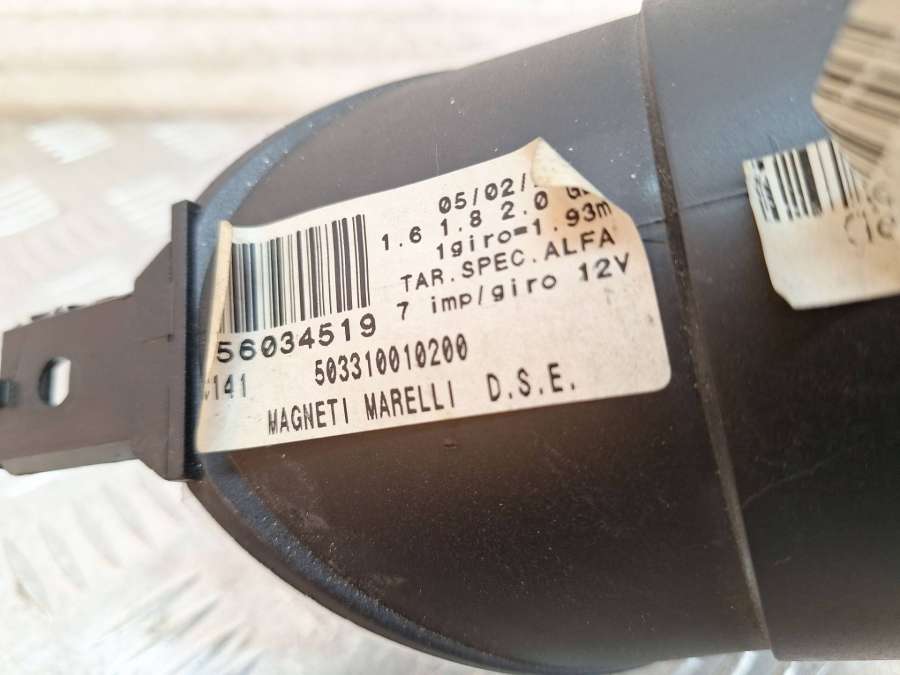 05/02/
1.6 1.8 2.0
1giro=1.93m
TAR.SPEC.ALFA
7 imp/giro 12V
56034519
141 503310010200
MAGNETI MARELLI D.S.E.